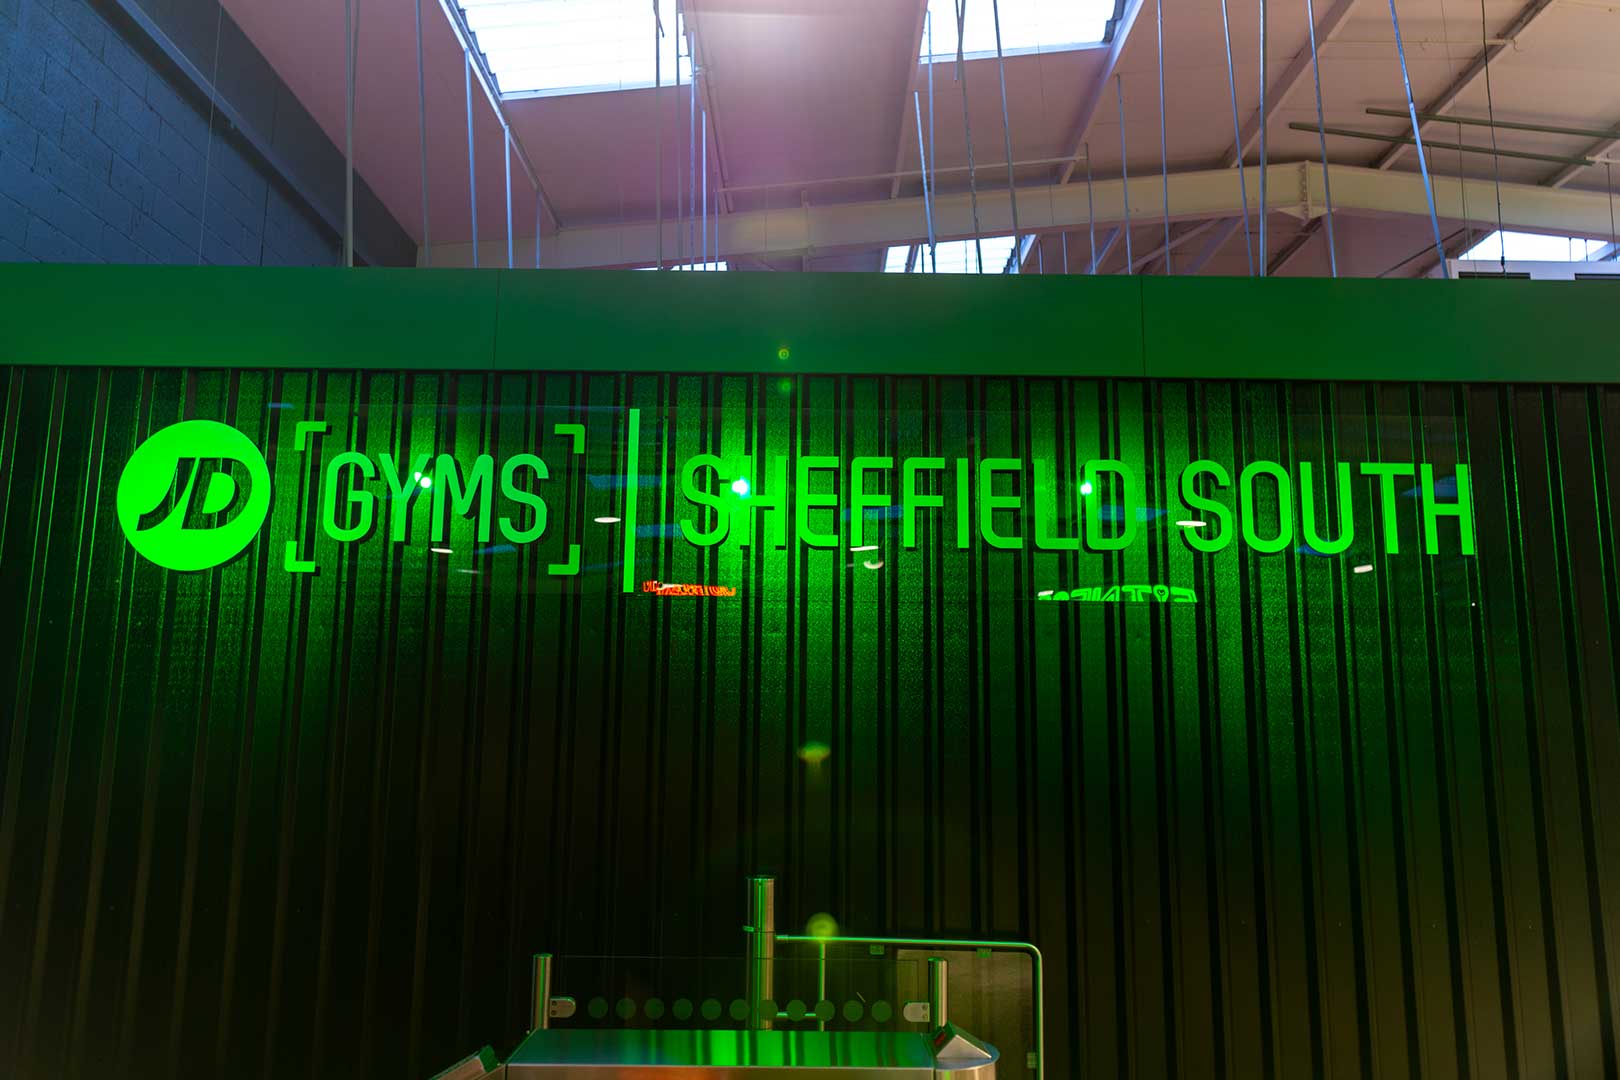 JD [GYMS] | SHEFFIELD SOUTH